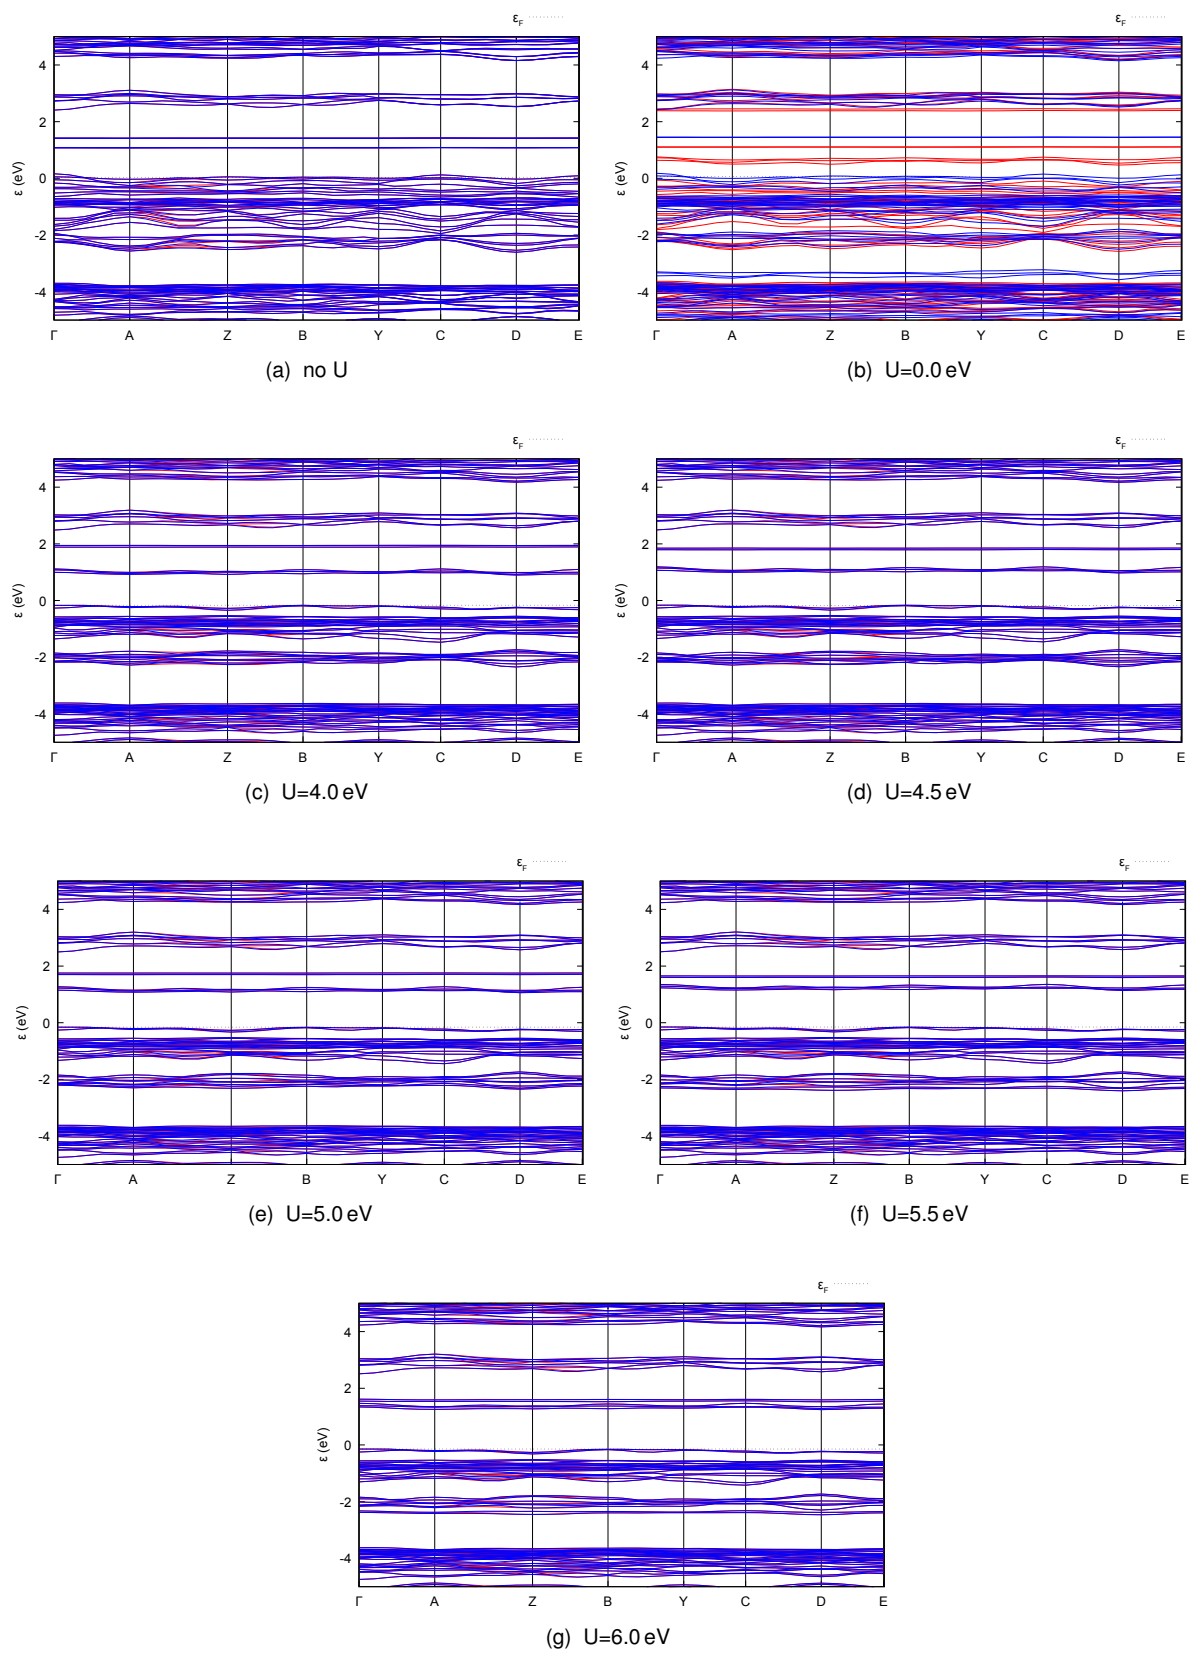 ε_F
ε_F
ε (eV)
4
2
0
-2
-4
Γ A Z B Y C D E
ε (eV)
4
2
0
-2
-4
Γ A Z B Y C D E
(a) no U
(b) U=0.0 eV
ε_F
ε_F
ε (eV)
4
2
0
-2
-4
Γ A Z B Y C D E
ε (eV)
4
2
0
-2
-4
Γ A Z B Y C D E
(c) U=4.0 eV
(d) U=4.5 eV
ε_F
ε_F
ε (eV)
4
2
0
-2
-4
Γ A Z B Y C D E
ε (eV)
4
2
0
-2
-4
Γ A Z B Y C D E
(e) U=5.0 eV
(f) U=5.5 eV
ε_F
ε (eV)
4
2
0
-2
-4
Γ A Z B Y C D E
(g) U=6.0 eV